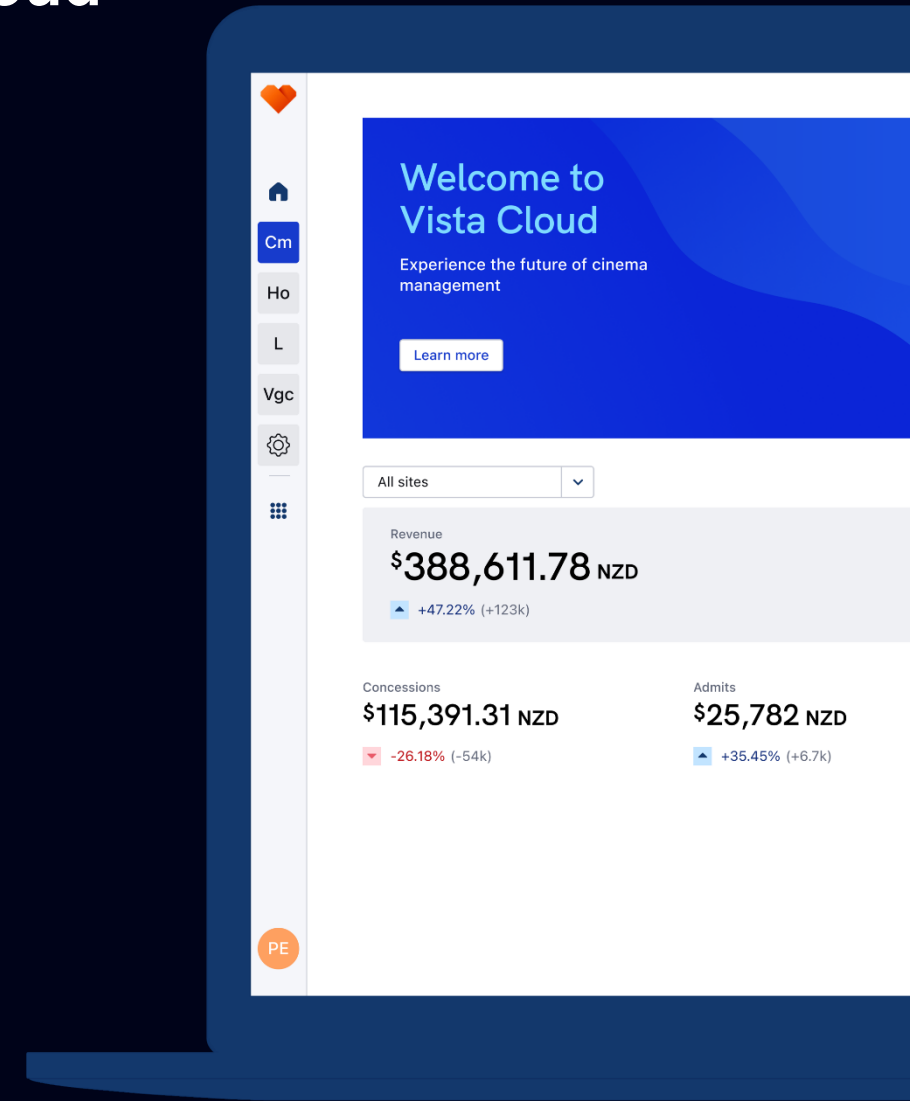 Welcome to
Vista Cloud
Experience the future of cinema
management
Learn more
Cm
Ho
L
Vgc
All sites
Revenue
$388,611.78 NZD
+47.22% (+123k)
Concessions
$115,391.31 NZD
-26.18% (-54k)
Admits
$25,782 NZD
+35.45% (+6.7k)
PE